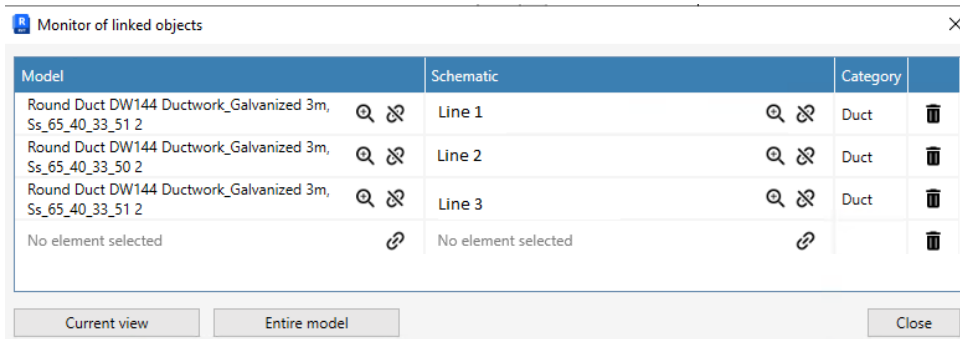 Monitor of linked objects
Model Schematic Category
Round Duct DW144 Ductwork_Galvanized 3m,
Ss_65_40_33_51 2
Line 1
Duct
Round Duct DW144 Ductwork_Galvanized 3m,
Ss_65_40_33_50 2
Line 2
Duct
Round Duct DW144 Ductwork_Galvanized 3m,
Ss_65_40_33_51 2
Line 3
Duct
No element selected No element selected
Current view Entire model Close